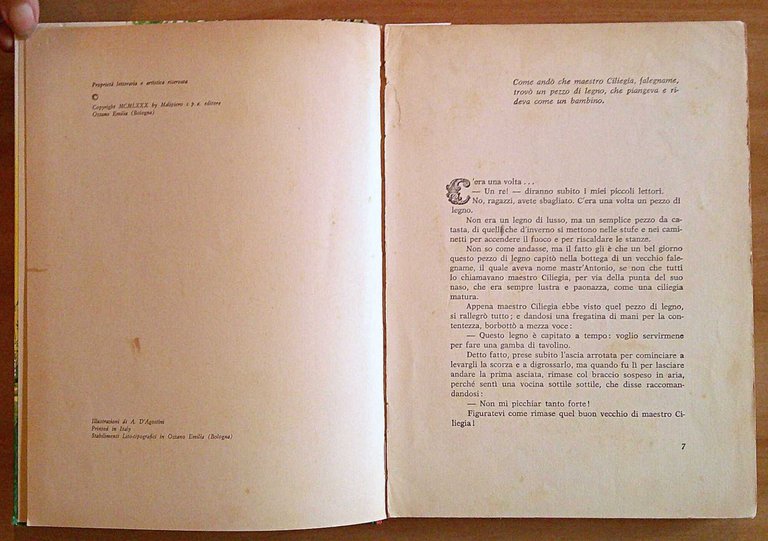 Proprietà letteraria e artistica riservata
©
Copyright MCMLXXX by Malipiero s.p.a. editore
Ozzano Emilia (Bologna)
Illustrazioni di A. D'Agostini
Printed in Italy
Stabilimenti Lito-tipografici in Ozzano Emilia (Bologna)
Come andò che maestro Ciliegia, falegname,
trovò un pezzo di legno, che piangeva e ri-
deva come un bambino.
C'era una volta...
— Un re! — diranno subito i miei piccoli lettori.
No, ragazzi, avete sbagliato. C'era una volta un pezzo di
legno.
Non era un legno di lusso, ma un semplice pezzo da ca-
tasta, di quelli che d'inverno si mettono nelle stufe e nei cami-
netti per accendere il fuoco e per riscaldare le stanze.
Non so come andasse, ma il fatto gli è che un bel giorno
questo pezzo di legno capitò nella bottega di un vecchio fale-
gname, il quale aveva nome mastr'Antonio, se non che tutti
lo chiamavano maestro Ciliegia, per via della punta del suo
naso, che era sempre lustra e paonazza, come una ciliegia
matura.
Appena maestro Ciliegia ebbe visto quel pezzo di legno,
si rallegrò tutto; e dandosi una fregatina di mani per la con-
tentezza, borbottò a mezza voce:
— Questo legno è capitato a tempo: voglio servirmene
per fare una gamba di tavolino.
Detto fatto, prese subito l'ascia arrotata per cominciare a
levargli la scorza e a digrossarlo, ma quando fu lì per lasciare
andare la prima asciata, rimase col braccio sospeso in aria,
perché sentì una vocina sottile sottile, che disse raccoman-
dandosi:
— Non mi picchiar tanto forte!
Figuratevi come rimase quel buon vecchio di maestro Ci-
liegia!
7